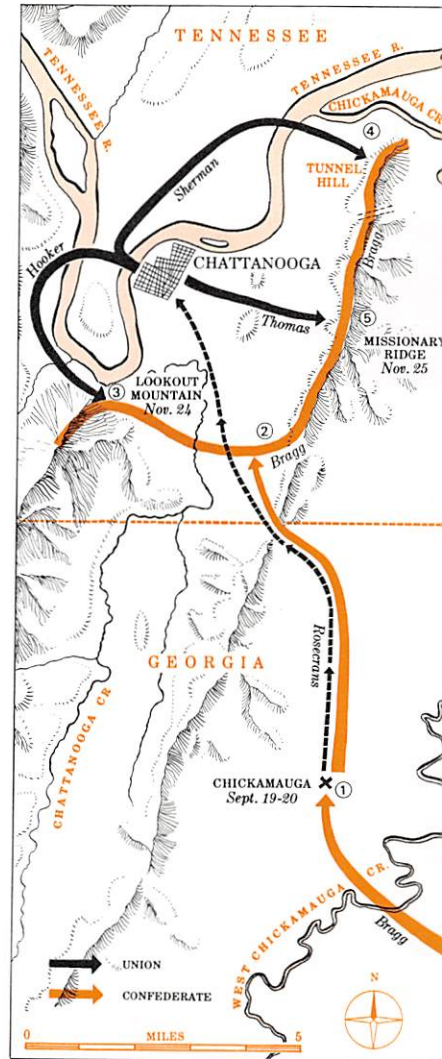 TENNESSEE
TENNESSEE R.
TENNESSEE R.
CHICKAMAUGA CR.
④
TUNNEL
HILL
Sherman
Bragg
Hooker
CHATTANOOGA
Thomas
⑤
MISSIONARY
RIDGE
Nov. 25
③
LOOKOUT
MOUNTAIN
Nov. 24
②
Bragg
Rosecrans
GEORGIA
CHATTANOOGA CR.
CHICKAMAUGA
Sept. 19-20
①
WEST CHICKAMAUGA CR.
Bragg
UNION
CONFEDERATE
N
0 MILES 5